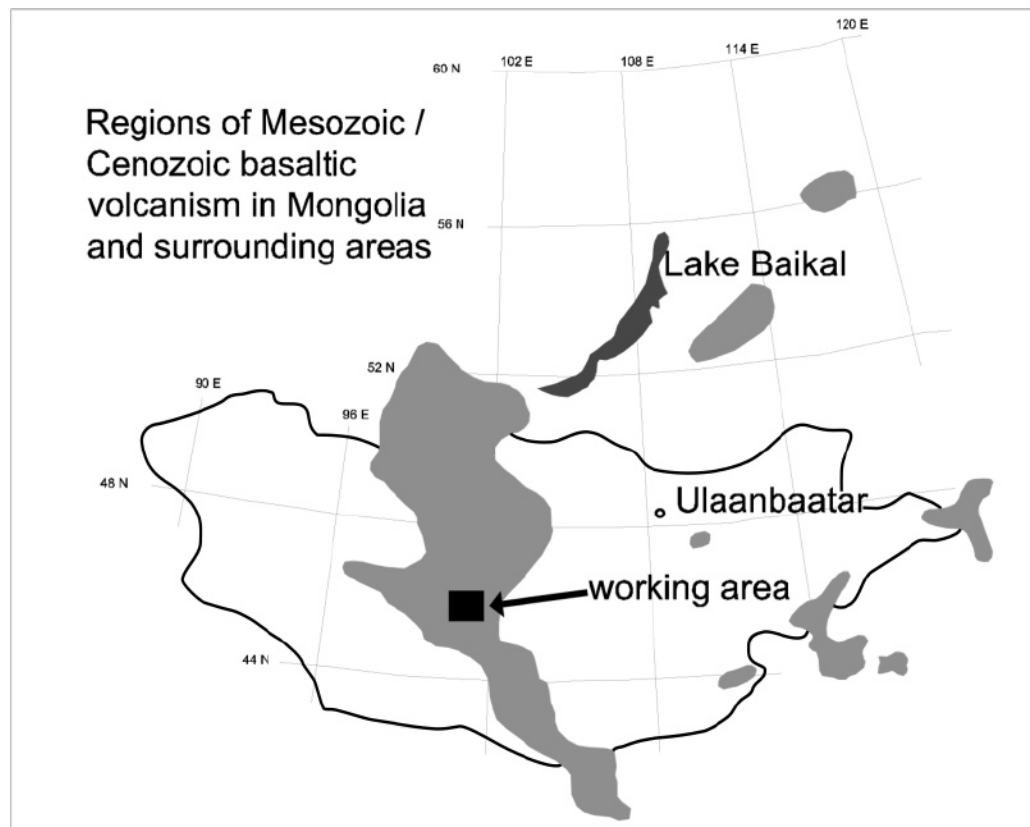 120 E
114 E
102 E
108 E
60 N
Regions of Mesozoic /
Cenozoic basaltic
volcanism in Mongolia
and surrounding areas
56 N
Lake Baikal
52 N
90 E
96 E
48 N
Ulaanbaatar
working area
44 N